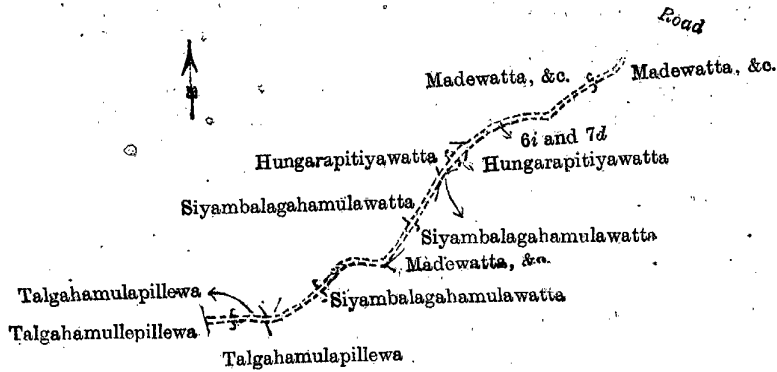 Road
Madewatta, &c.
Madewatta, &c.
6i and 7d
Hungarapitiyawatta
Hungarapitiyawatta
Siyambalagahamulawatta
Siyambalagahamulawatta
Madewatta, &c.
Talgahamulapillewa
Siyambalagahamulawatta
Talgahamullepillewa
Talgahamulapillewa